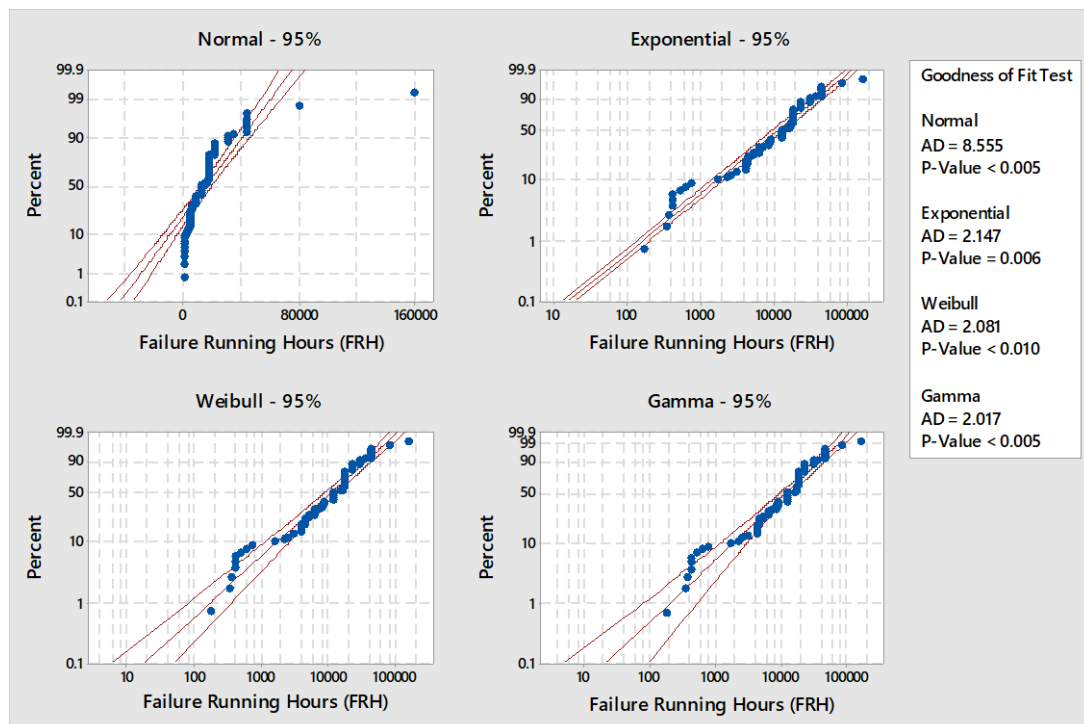 Normal - 95%
99.9
99
90
50
10
1
0.1
Percent
0 80000 160000
Failure Running Hours (FRH)
Exponential - 95%
99.9
90
50
10
1
0.1
Percent
10 100 1000 10000 100000
Failure Running Hours (FRH)
Weibull - 95%
99.9
90
50
10
1
0.1
Percent
10 100 1000 10000 100000
Failure Running Hours (FRH)
Gamma - 95%
99.9
99
90
50
10
1
0.1
Percent
10 100 1000 10000 100000
Failure Running Hours (FRH)
Goodness of Fit Test
Normal
AD = 8.555
P-Value < 0.005
Exponential
AD = 2.147
P-Value = 0.006
Weibull
AD = 2.081
P-Value < 0.010
Gamma
AD = 2.017
P-Value < 0.005